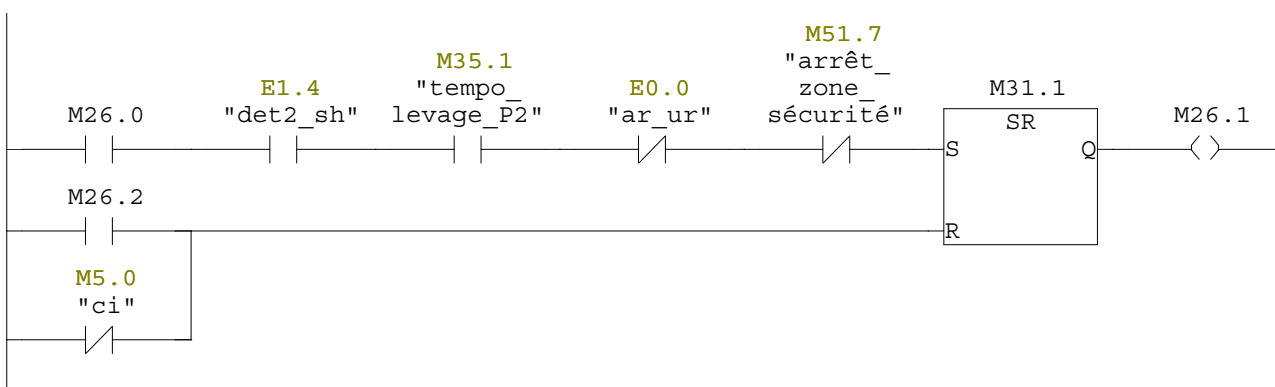 M51.7
M35.1 "arrêt_
E1.4 "tempo_ E0.0 zone_
M26.0 "det2_sh" levage_P2" "ar_ur" sécurité" M31.1 M26.1
SR
S Q
M26.2
R
M5.0
"ci"